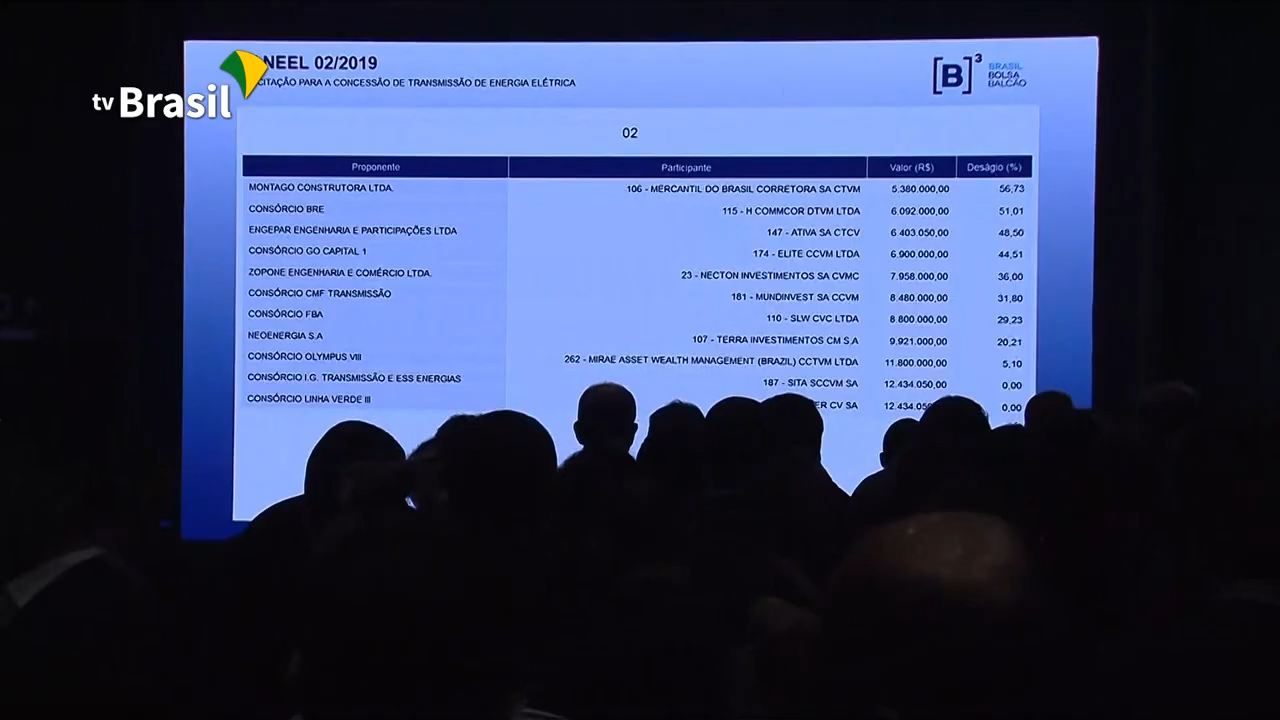 NEEL 02/2019
CITAÇÃO PARA A CONCESSÃO DE TRANSMISSÃO DE ENERGIA ELÉTRICA
[B]³ BRASIL
BOLSA
BALCÃO
tv Brasil
02
Proponente Participante Valor (R$) Deságio (%)
MONTAGO CONSTRUTORA LTDA. 106 - MERCANTIL DO BRASIL CORRETORA SA CTVM 5.380.000,00 56,73
CONSÓRCIO BRE 115 - H COMMCOR DTVM LTDA 6.092.000,00 51,01
ENGEPAR ENGENHARIA E PARTICIPAÇÕES LTDA 147 - ATIVA SA CTCV 6.403.050,00 48,50
CONSÓRCIO GO CAPITAL 1 174 - ELITE CCVM LTDA 6.900.000,00 44,51
ZOPONE ENGENHARIA E COMÉRCIO LTDA. 23 - NECTON INVESTIMENTOS SA CVMC 7.958.000,00 36,00
CONSÓRCIO CMF TRANSMISSÃO 181 - MUNDINVEST SA CCVM 8.480.000,00 31,80
CONSÓRCIO FBA 110 - SLW CVC LTDA 8.800.000,00 29,23
NEOENERGIA S.A 107 - TERRA INVESTIMENTOS CM S.A 9.921.000,00 20,21
CONSÓRCIO OLYMPUS VIII 262 - MIRAE ASSET WEALTH MANAGEMENT (BRAZIL) CCTVM LTDA 11.800.000,00 5,10
CONSÓRCIO I.G. TRANSMISSÃO E ESS ENERGIAS 187 - SITA SCCVM SA 12.434.050,00 0,00
CONSÓRCIO LINHA VERDE III ER CV SA 12.434.05 0,00